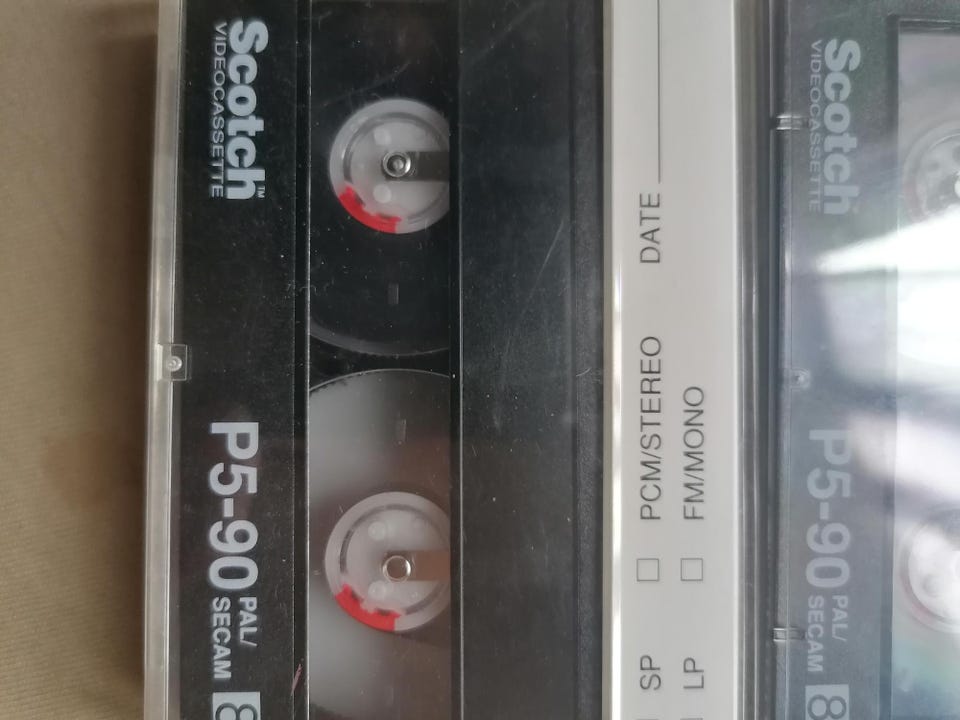 Scotch™
VIDEOCASSETTE
P5-90 PAL/
SECAM 8
DATE
SP □ PCM/STEREO
LP □ FM/MONO
Scotch
VIDEOCASSETTE
P5-90 PAL/
SECAM 8